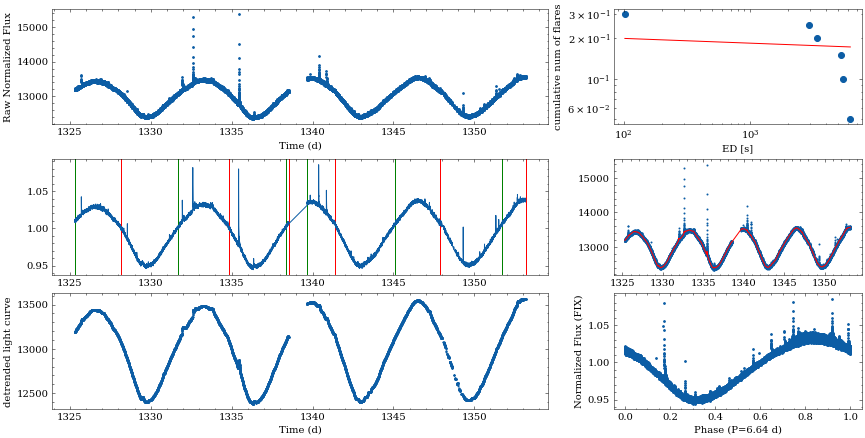 Raw Normalized Flux
15000
14000
13000
1325 1330 1335 1340 1345 1350
Time (d)
cumulative num of flares
3 × 10⁻¹
2 × 10⁻¹
10⁻¹
6 × 10⁻²
10² 10³
ED [s]
1.05
1.00
0.95
1325 1330 1335 1340 1345 1350
15000
14000
13000
1325 1330 1335 1340 1345 1350
detrended light curve
13500
13000
12500
1325 1330 1335 1340 1345 1350
Time (d)
Normalized Flux (FIX)
1.05
1.00
0.95
0.0 0.2 0.4 0.6 0.8 1.0
Phase (P=6.64 d)